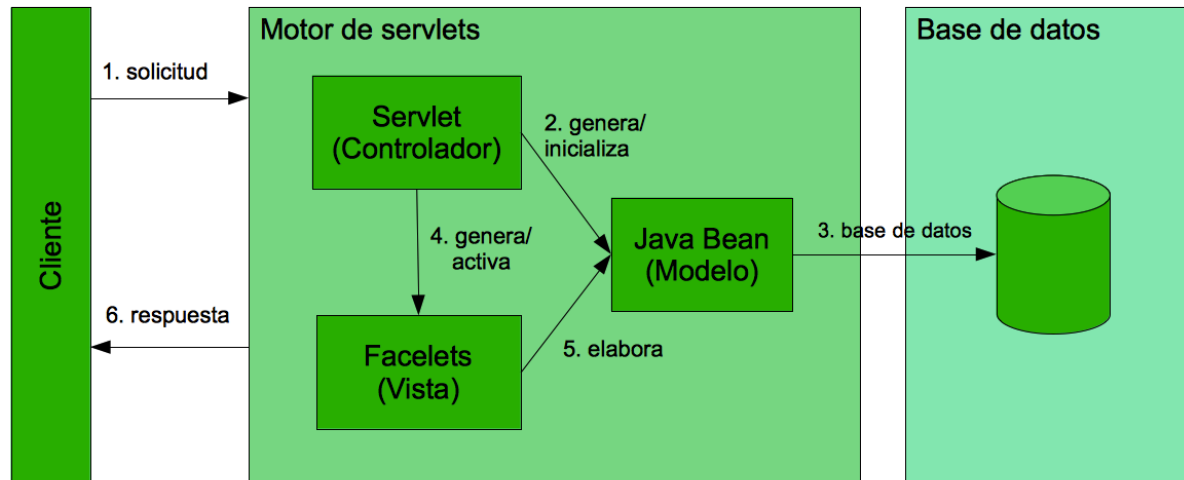 Cliente
1. solicitud
6. respuesta
Motor de servlets
Servlet
(Controlador)
2. genera/
inicializa
4. genera/
activa
Java Bean
(Modelo)
Facelets
(Vista)
5. elabora
3. base de datos
Base de datos